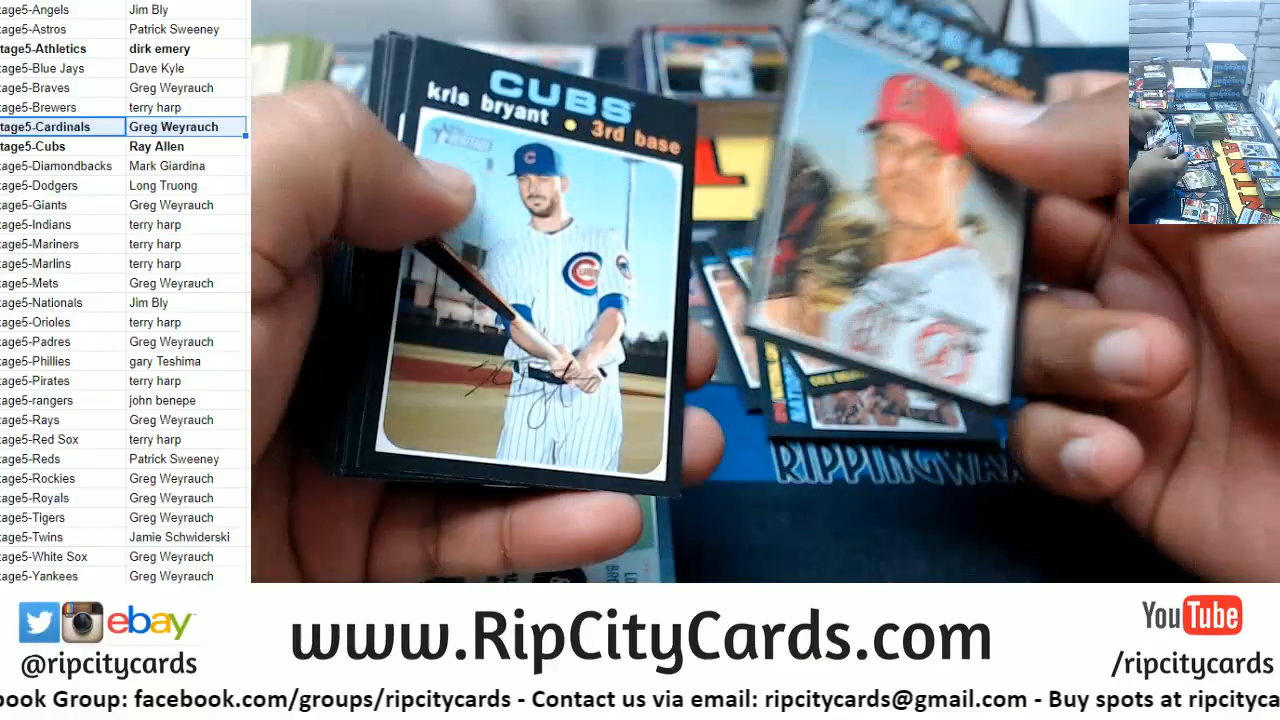 tage5-Angels Jim Bly
tage5-Astros Patrick Sweeney
tage5-Athletics dirk emery
tage5-Blue Jays Dave Kyle
tage5-Braves Greg Weyrauch
tage5-Brewers terry harp
tage5-Cardinals Greg Weyrauch
tage5-Cubs Ray Allen
tage5-Diamondbacks Mark Giardina
tage5-Dodgers Long Truong
tage5-Giants Greg Weyrauch
tage5-Indians terry harp
tage5-Mariners terry harp
tage5-Marlins terry harp
tage5-Mets Greg Weyrauch
tage5-Nationals Jim Bly
tage5-Orioles terry harp
tage5-Padres Greg Weyrauch
tage5-Phillies gary Teshima
tage5-Pirates terry harp
tage5-rangers john benepe
tage5-Rays Greg Weyrauch
tage5-Red Sox terry harp
tage5-Reds Patrick Sweeney
tage5-Rockies Greg Weyrauch
tage5-Royals Greg Weyrauch
tage5-Tigers Greg Weyrauch
tage5-Twins Jamie Schwiderski
tage5-White Sox Greg Weyrauch
tage5-Yankees Greg Weyrauch
CUBS
kris bryant • 3rd base
HERITAGE
CUBS
ANGELS
RIPPINGWAX
ebay
@ripcitycards
www.RipCityCards.com
YouTube
/ripcitycards
book Group: facebook.com/groups/ripcitycards - Contact us via email: ripcitycards@gmail.com - Buy spots at ripcityca